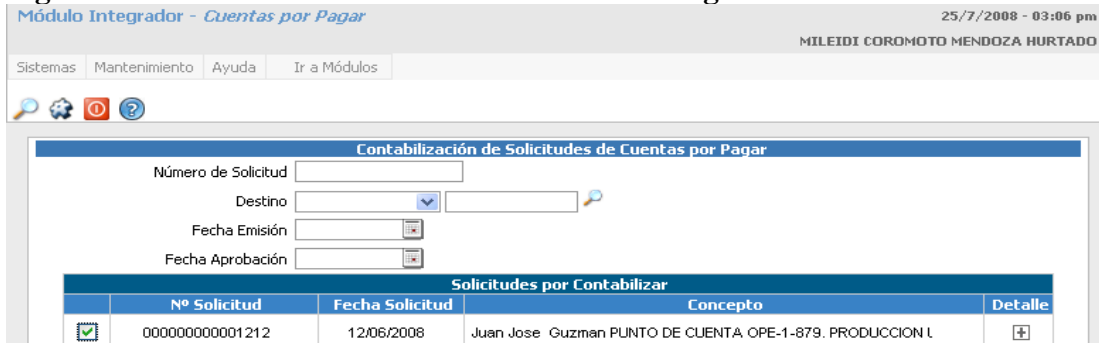 Módulo Integrador - Cuentas por Pagar 25/7/2008 - 03:06 pm
MILEIDI COROMOTO MENDOZA HURTADO
Sistemas Mantenimiento Ayuda Ir a Módulos
Contabilización de Solicitudes de Cuentas por Pagar
Número de Solicitud
Destino
Fecha Emisión
Fecha Aprobación
Solicitudes por Contabilizar
Nº Solicitud Fecha Solicitud Concepto Detalle
000000000001212 12/06/2008 Juan Jose Guzman PUNTO DE CUENTA OPE-1-879. PRODUCCION